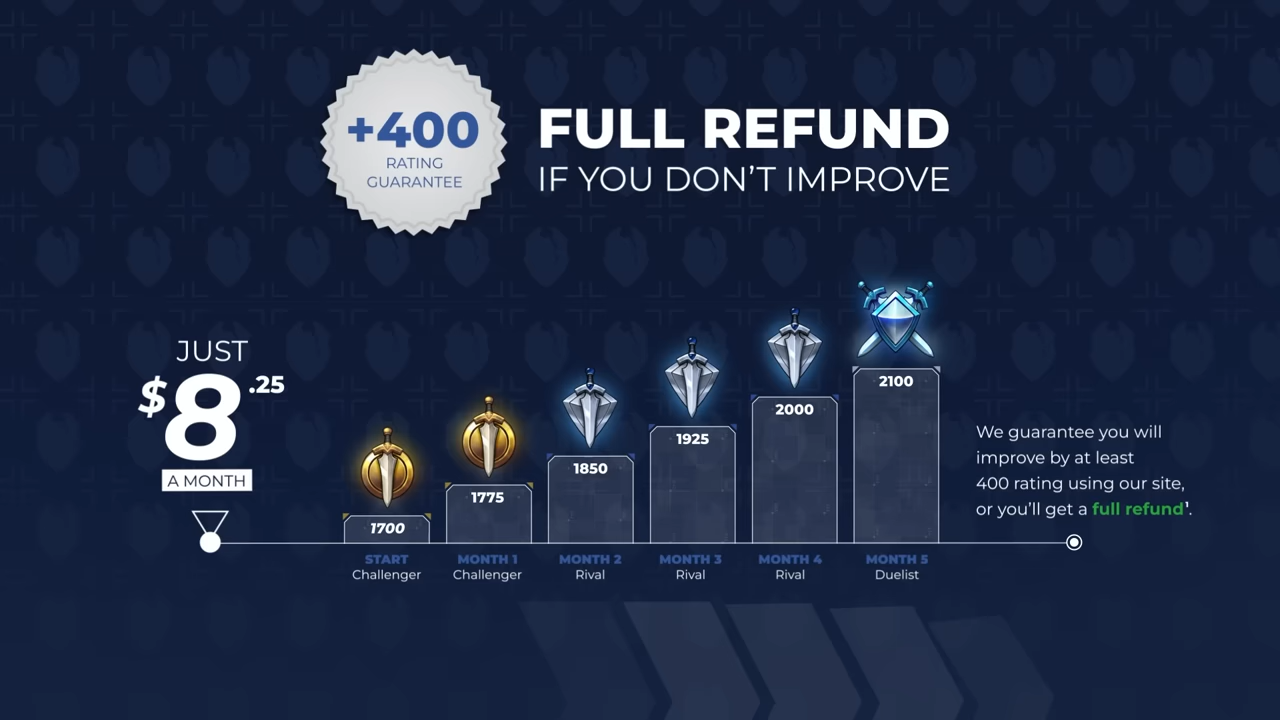 +400
RATING
GUARANTEE
FULL REFUND
IF YOU DON'T IMPROVE
JUST
$8.25
A MONTH
1700
1775
1850
1925
2000
2100
START
Challenger
MONTH 1
Challenger
MONTH 2
Rival
MONTH 3
Rival
MONTH 4
Rival
MONTH 5
Duelist
We guarantee you will
improve by at least
400 rating using our site,
or you'll get a full refund¹.